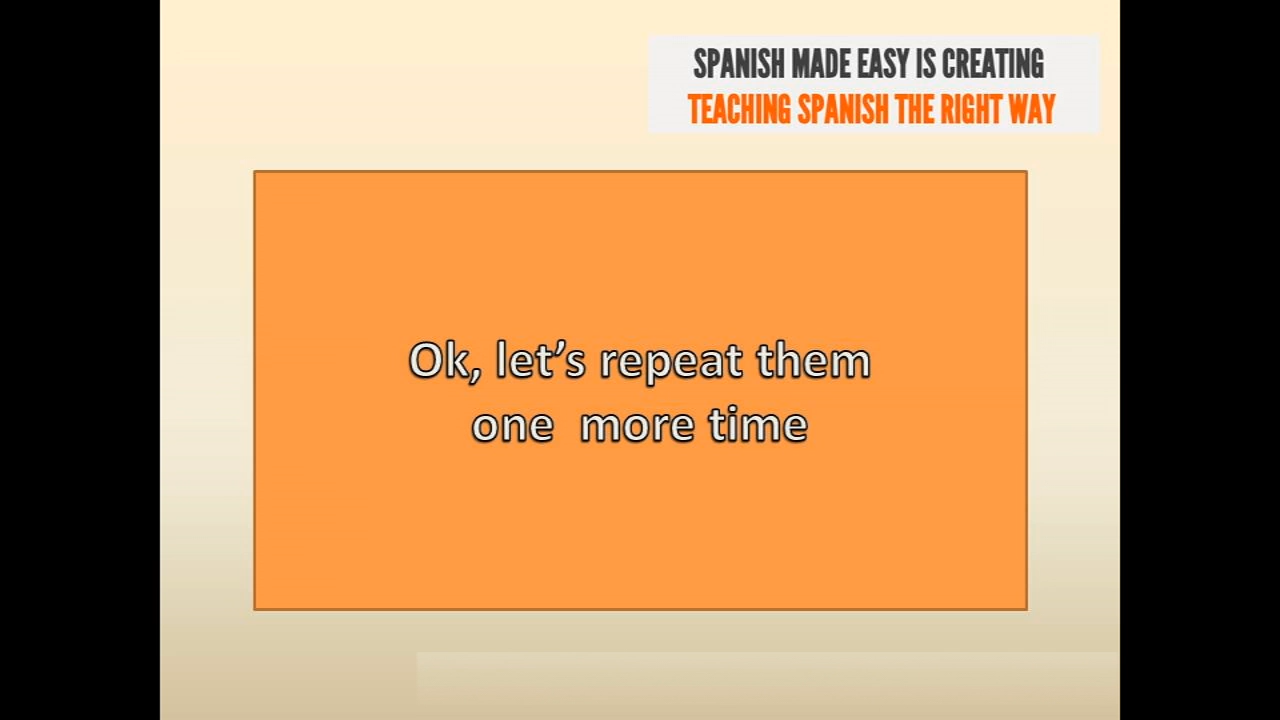 SPANISH MADE EASY IS CREATING
TEACHING SPANISH THE RIGHT WAY
Ok, let’s repeat them
one  more time